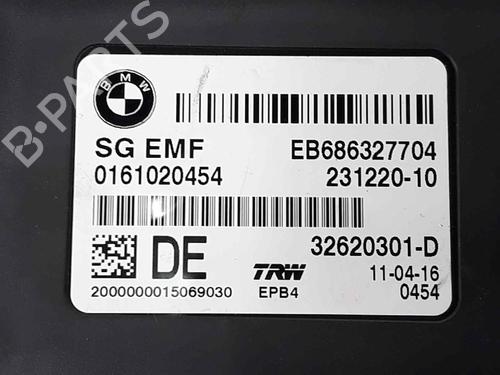 B-PARTS
BMW
SG EMF EB686327704
0161020454 231220-10
DE 32620301-D
TRW 11-04-16
2000000015069030 EPB4 0454